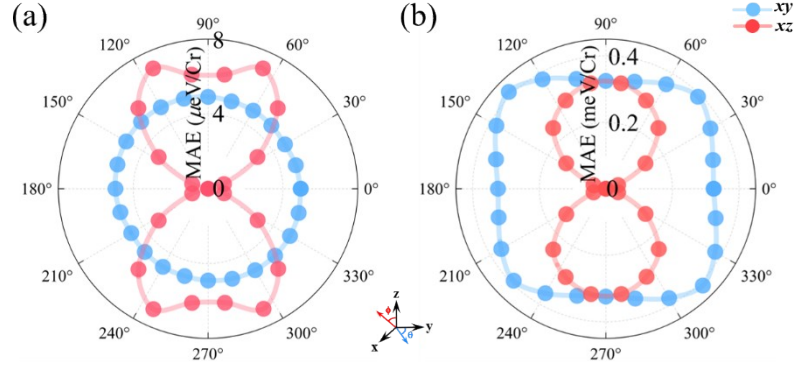 (a)
90°
8
120°
60°
MAE (μeV/Cr)
150°
4
30°
180°
0
0°
210°
330°
240°
300°
270°
(b)
90°
0.4
120°
60°
MAE (meV/Cr)
150°
0.2
30°
180°
0
0°
210°
330°
240°
300°
270°
xy
xz
z
ϕ
y
x
θ